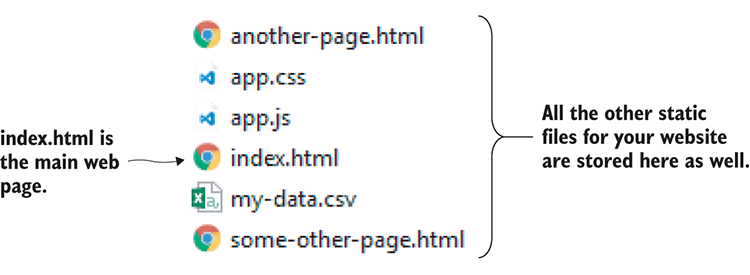 another-page.html
app.css
app.js
index.html is
the main web
page.
index.html
my-data.csv
some-other-page.html
All the other static
files for your website
are stored here as well.